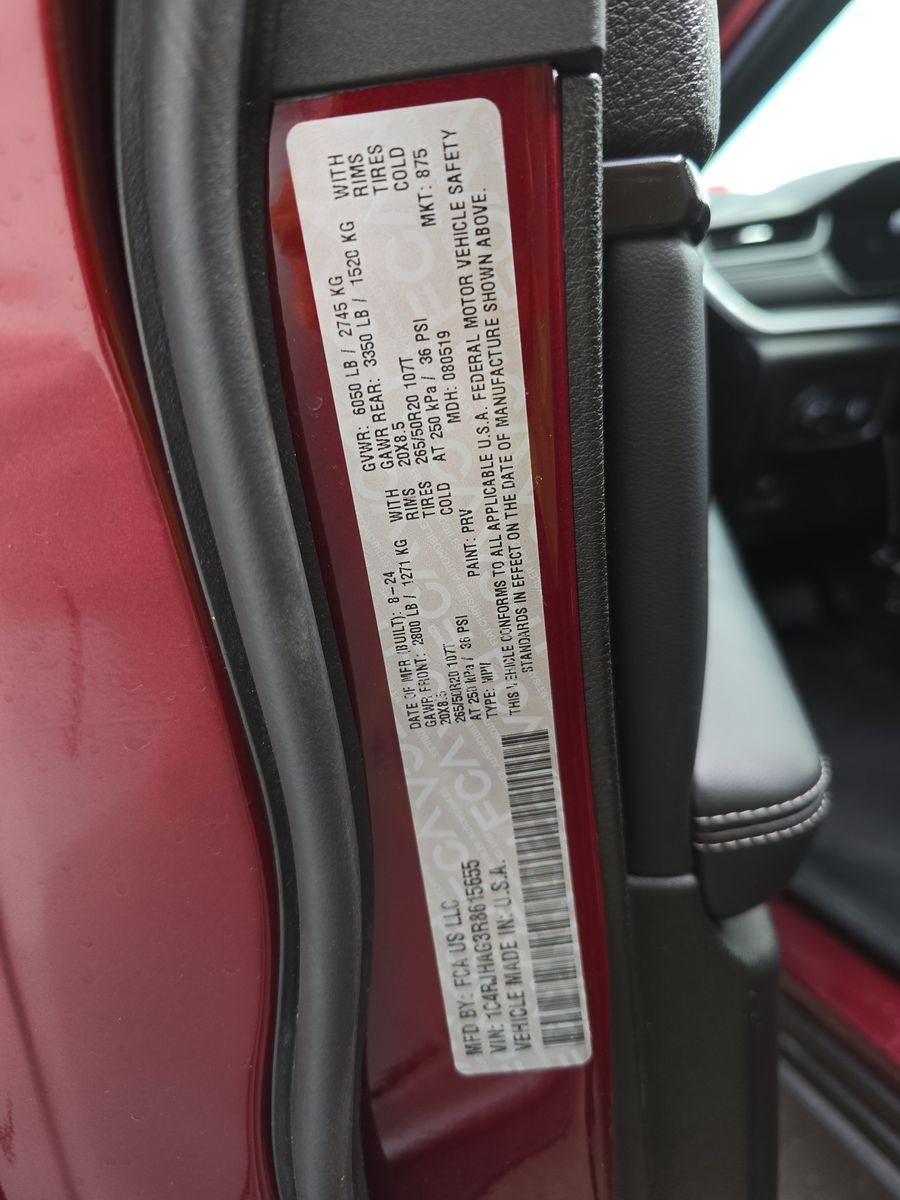 MFD BY: FCA US LLC
DATE OF MFR (BUILT): 8-24
GVWR: 6050 LB / 2745 KG
GAWR FRONT: 2800 LB / 1271 KG WITH
GAWR REAR: 3350 LB / 1520 KG WITH
20X8.5 RIMS
20X8.5 RIMS
265/50R20 107T TIRES
265/50R20 107T TIRES
AT 250 kPa / 36 PSI COLD
AT 250 kPa / 36 PSI COLD
VIN: 1C4RJHAG3R8615655
TYPE: MPV
PAINT: PRV
MDH: 080519
MKT: 875
VEHICLE MADE IN: U.S.A.
THIS VEHICLE CONFORMS TO ALL APPLICABLE U.S.A. FEDERAL MOTOR VEHICLE SAFETY
STANDARDS IN EFFECT ON THE DATE OF MANUFACTURE SHOWN ABOVE.